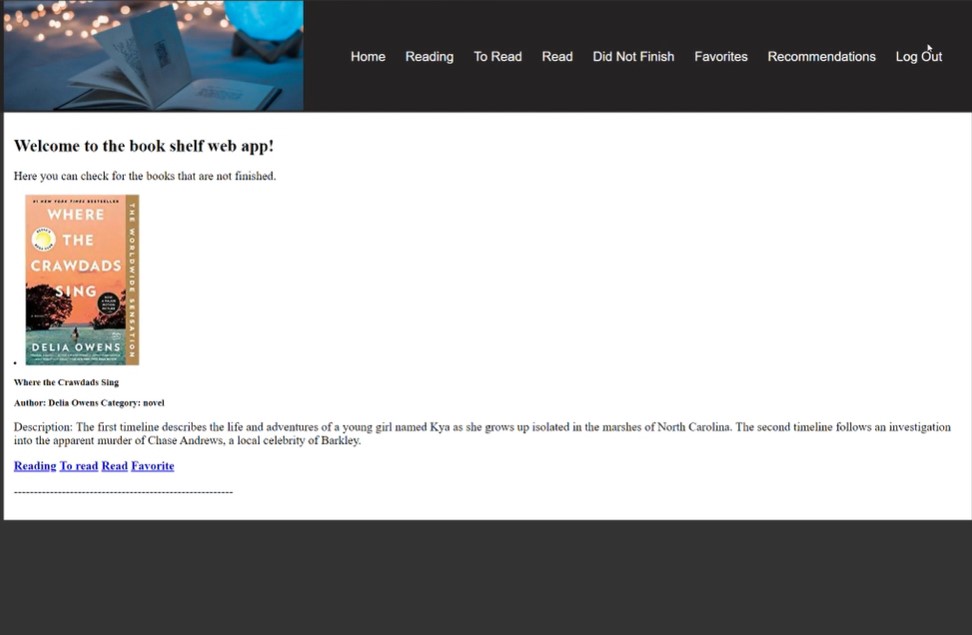 Home Reading To Read Read Did Not Finish Favorites Recommendations Log Out
Welcome to the book shelf web app!
Here you can check for the books that are not finished.
#1 NEW YORK TIMES BESTSELLER
WHERE
THE
CRAWDADS
SING
DELIA OWENS
THE WORLDWIDE SENSATION
Where the Crawdads Sing
Author: Delia Owens Category: novel
Description: The first timeline describes the life and adventures of a young girl named Kya as she grows up isolated in the marshes of North Carolina. The second timeline follows an investigation
into the apparent murder of Chase Andrews, a local celebrity of Barkley.
Reading To read Read Favorite
-------------------------------------------------------